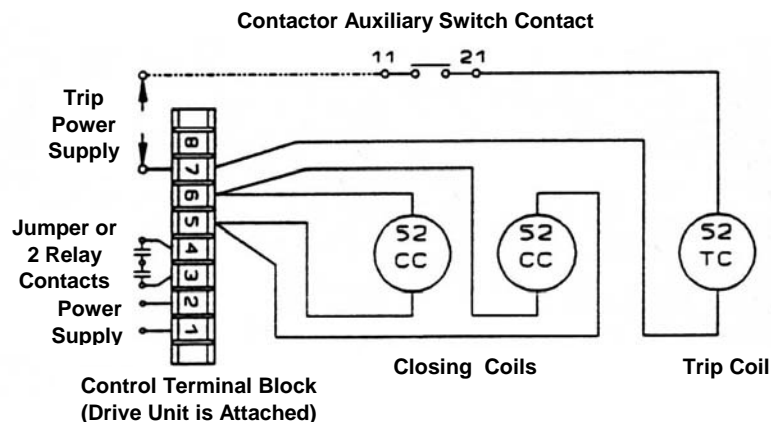 Contactor Auxiliary Switch Contact
11 21
Trip
Power
Supply
8
7
6
5
4
3
2
1
Jumper or
2 Relay
Contacts
Power
Supply
52
CC
52
CC
52
TC
Closing Coils
Trip Coil
Control Terminal Block
(Drive Unit is Attached)